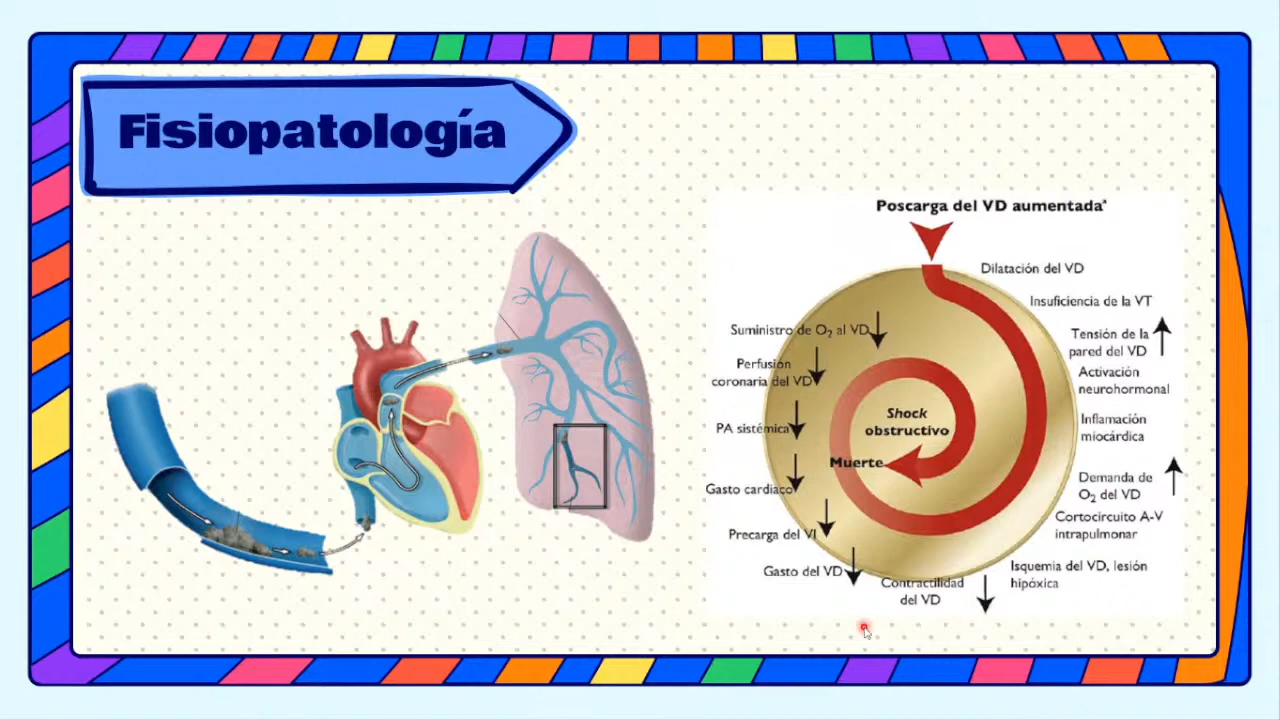 Fisiopatología
Poscarga del VD aumentadaª
Dilatación del VD
Insuficiencia de la VT
Tensión de la
pared del VD
Activación
neurohormonal
Inflamación
miocárdica
Demanda de
O₂ del VD
Cortocircuito A-V
intrapulmonar
Isquemia del VD, lesión
hipóxica
Contractilidad
del VD
Gasto del VD
Precarga del VI
Gasto cardíaco
PA sistémica
Perfusión
coronaria del VD
Suministro de O₂ al VD
Shock
obstructivo
Muerte